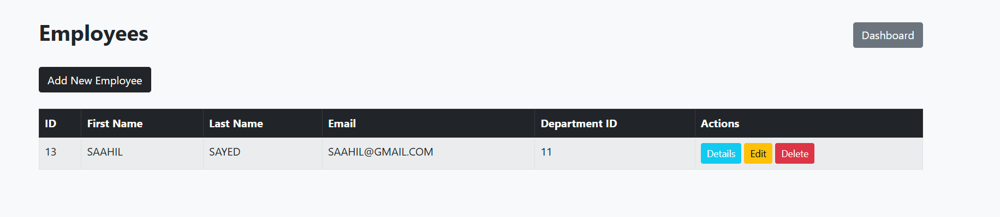 Employees
Dashboard
Add New Employee
ID First Name Last Name Email Department ID Actions
13 SAAHIL SAYED SAAHIL@GMAIL.COM 11 Details Edit Delete